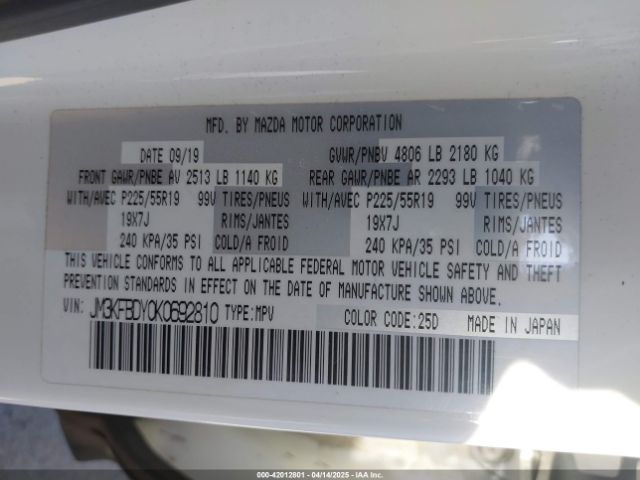 MFD. BY MAZDA MOTOR CORPORATION
DATE 09/19 GVWR/PNBV 4806 LB 2180 KG
FRONT GAWR/PNBE AV 2513 LB 1140 KG REAR GAWR/PNBE AR 2293 LB 1040 KG
WITH/AVEC P225/55R19 99V TIRES/PNEUS WITH/AVEC P225/55R19 99V TIRES/PNEUS
19X7J RIMS/JANTES 19X7J RIMS/JANTES
240 KPA/35 PSI COLD/A FROID 240 KPA/35 PSI COLD/A FROID
THIS VEHICLE CONFORMS TO ALL APPLICABLE FEDERAL MOTOR VEHICLE SAFETY AND THEFT
PREVENTION STANDARDS IN EFFECT ON THE DATE OF MANUFACTURE SHOWN ABOVE.
VIN: JM3KFBDY0K0692810 TYPE:MPV COLOR CODE:25D MADE IN JAPAN
000-42012801 - 04/14/2025 - IAA Inc.